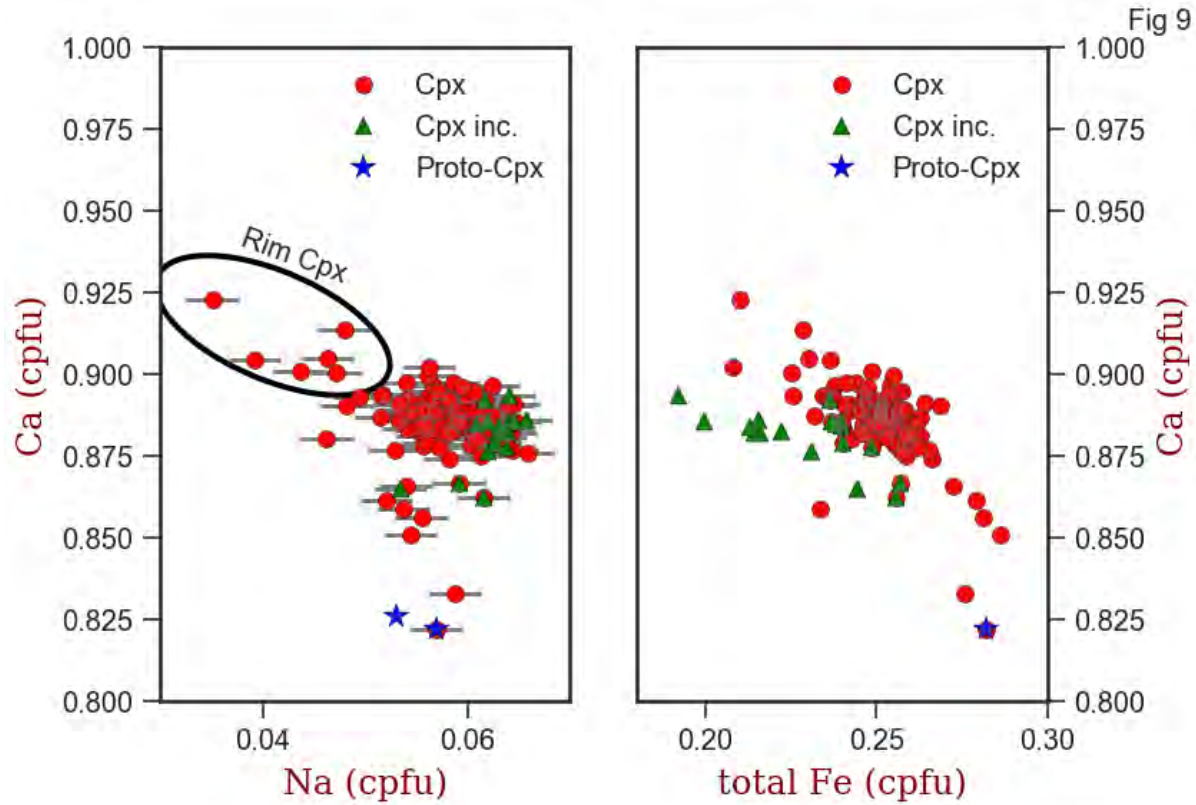 Fig 9
1.000
0.975
0.950
0.925
0.900
0.875
0.850
0.825
0.800
Ca (cpfu)
Cpx
Cpx inc.
Proto-Cpx
Rim Cpx
0.04
0.06
Na (cpfu)
Cpx
Cpx inc.
Proto-Cpx
0.20
0.25
0.30
total Fe (cpfu)
1.000
0.975
0.950
0.925
0.900
0.875
0.850
0.825
0.800
Ca (cpfu)